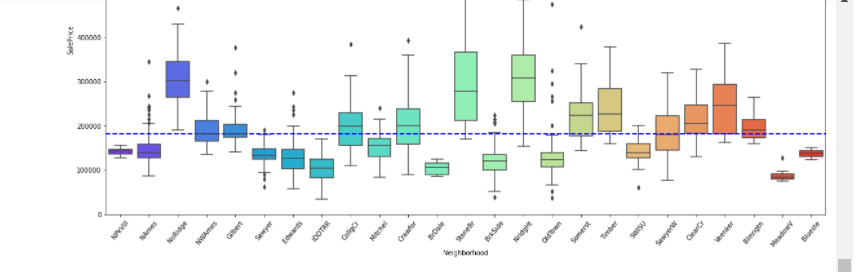 SalePrice
400000
300000
200000
100000
0
NPkVill
NAmes
NoRidge
NWAmes
Gilbert
Sawyer
Edwards
IDOTRR
CollgCr
Mitchel
Crawfor
BrDale
StoneBr
BrkSide
NridgHt
OldTown
Somerst
Timber
SWISU
SawyerW
ClearCr
Veenker
Blmngtn
MeadowV
Blueste
Neighborhood